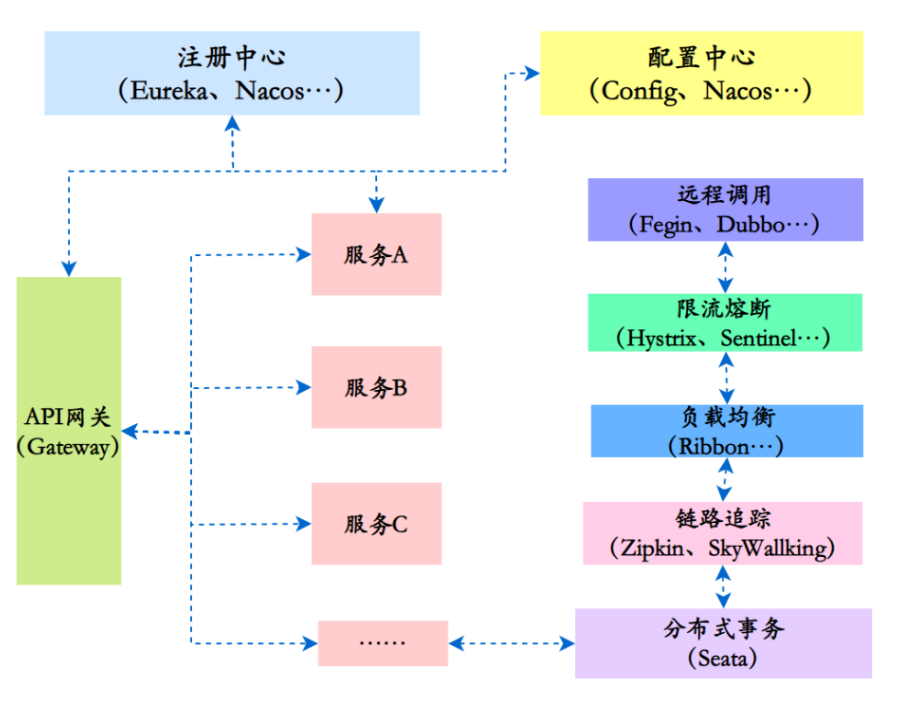 注册中心
（Eureka、Nacos…）
配置中心
（Config、Nacos…）
远程调用
（Fegin、Dubbo…）
服务A
限流熔断
（Hystrix、Sentinel…）
服务B
API网关
（Gateway）
负载均衡
（Ribbon…）
服务C
链路追踪
（Zipkin、SkyWallking）
……
分布式事务
（Seata）